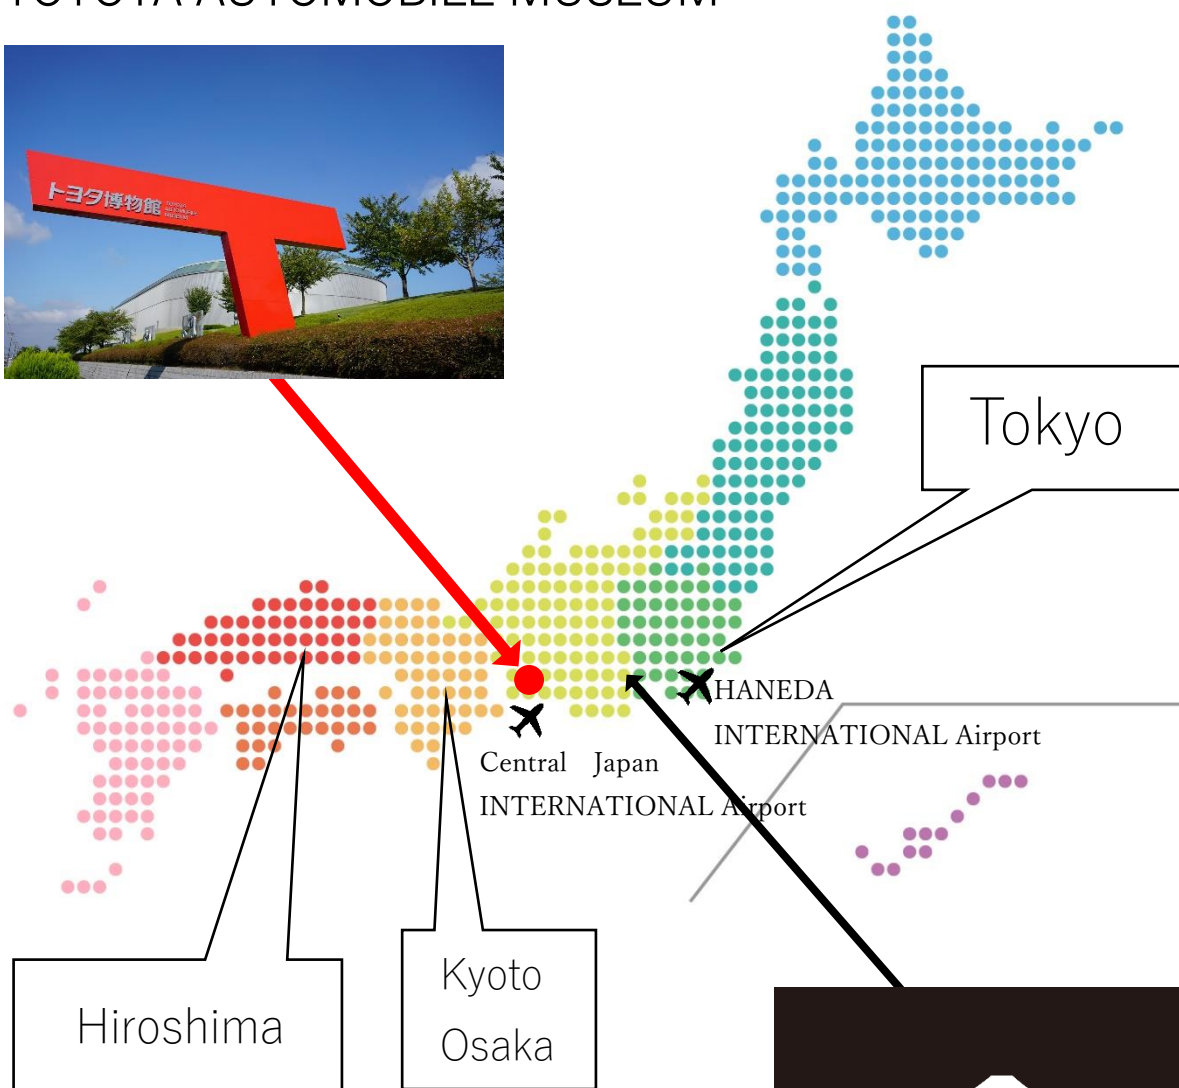 TOYOTA AUTOMOBILE MUSEUM
トヨタ博物館
Tokyo
HANEDA
INTERNATIONAL Airport
Central Japan
INTERNATIONAL Airport
Kyoto
Osaka
Hiroshima